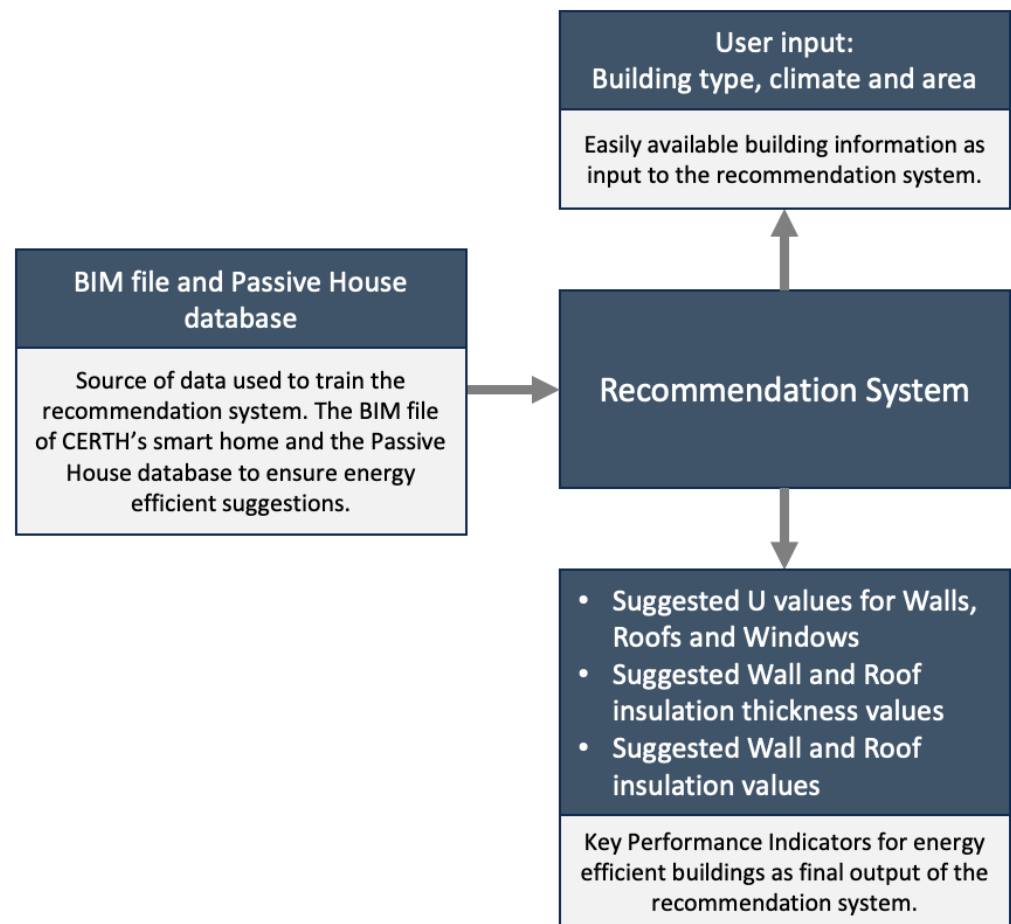 User input:
Building type, climate and area
Easily available building information as
input to the recommendation system.
BIM file and Passive House
database
Source of data used to train the
recommendation system. The BIM file
of CERTH’s smart home and the Passive
House database to ensure energy
efficient suggestions.
Recommendation System
• Suggested U values for Walls,
Roofs and Windows
• Suggested Wall and Roof
insulation thickness values
• Suggested Wall and Roof
insulation values
Key Performance Indicators for energy
efficient buildings as final output of the
recommendation system.